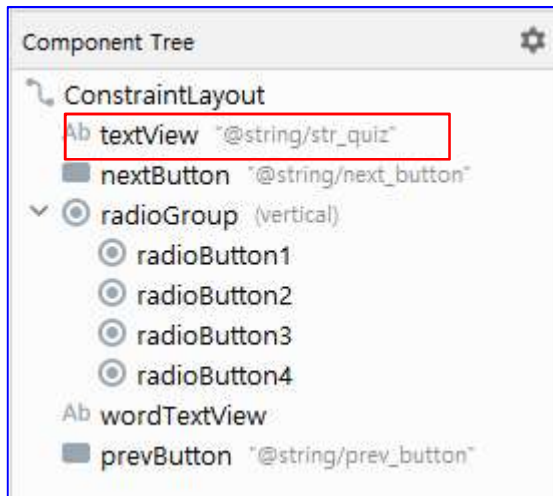 Component Tree
ConstraintLayout
Ab textView "@string/str_quiz"
nextButton "@string/next_button"
radioGroup (vertical)
radioButton1
radioButton2
radioButton3
radioButton4
Ab wordTextView
prevButton "@string/prev_button"